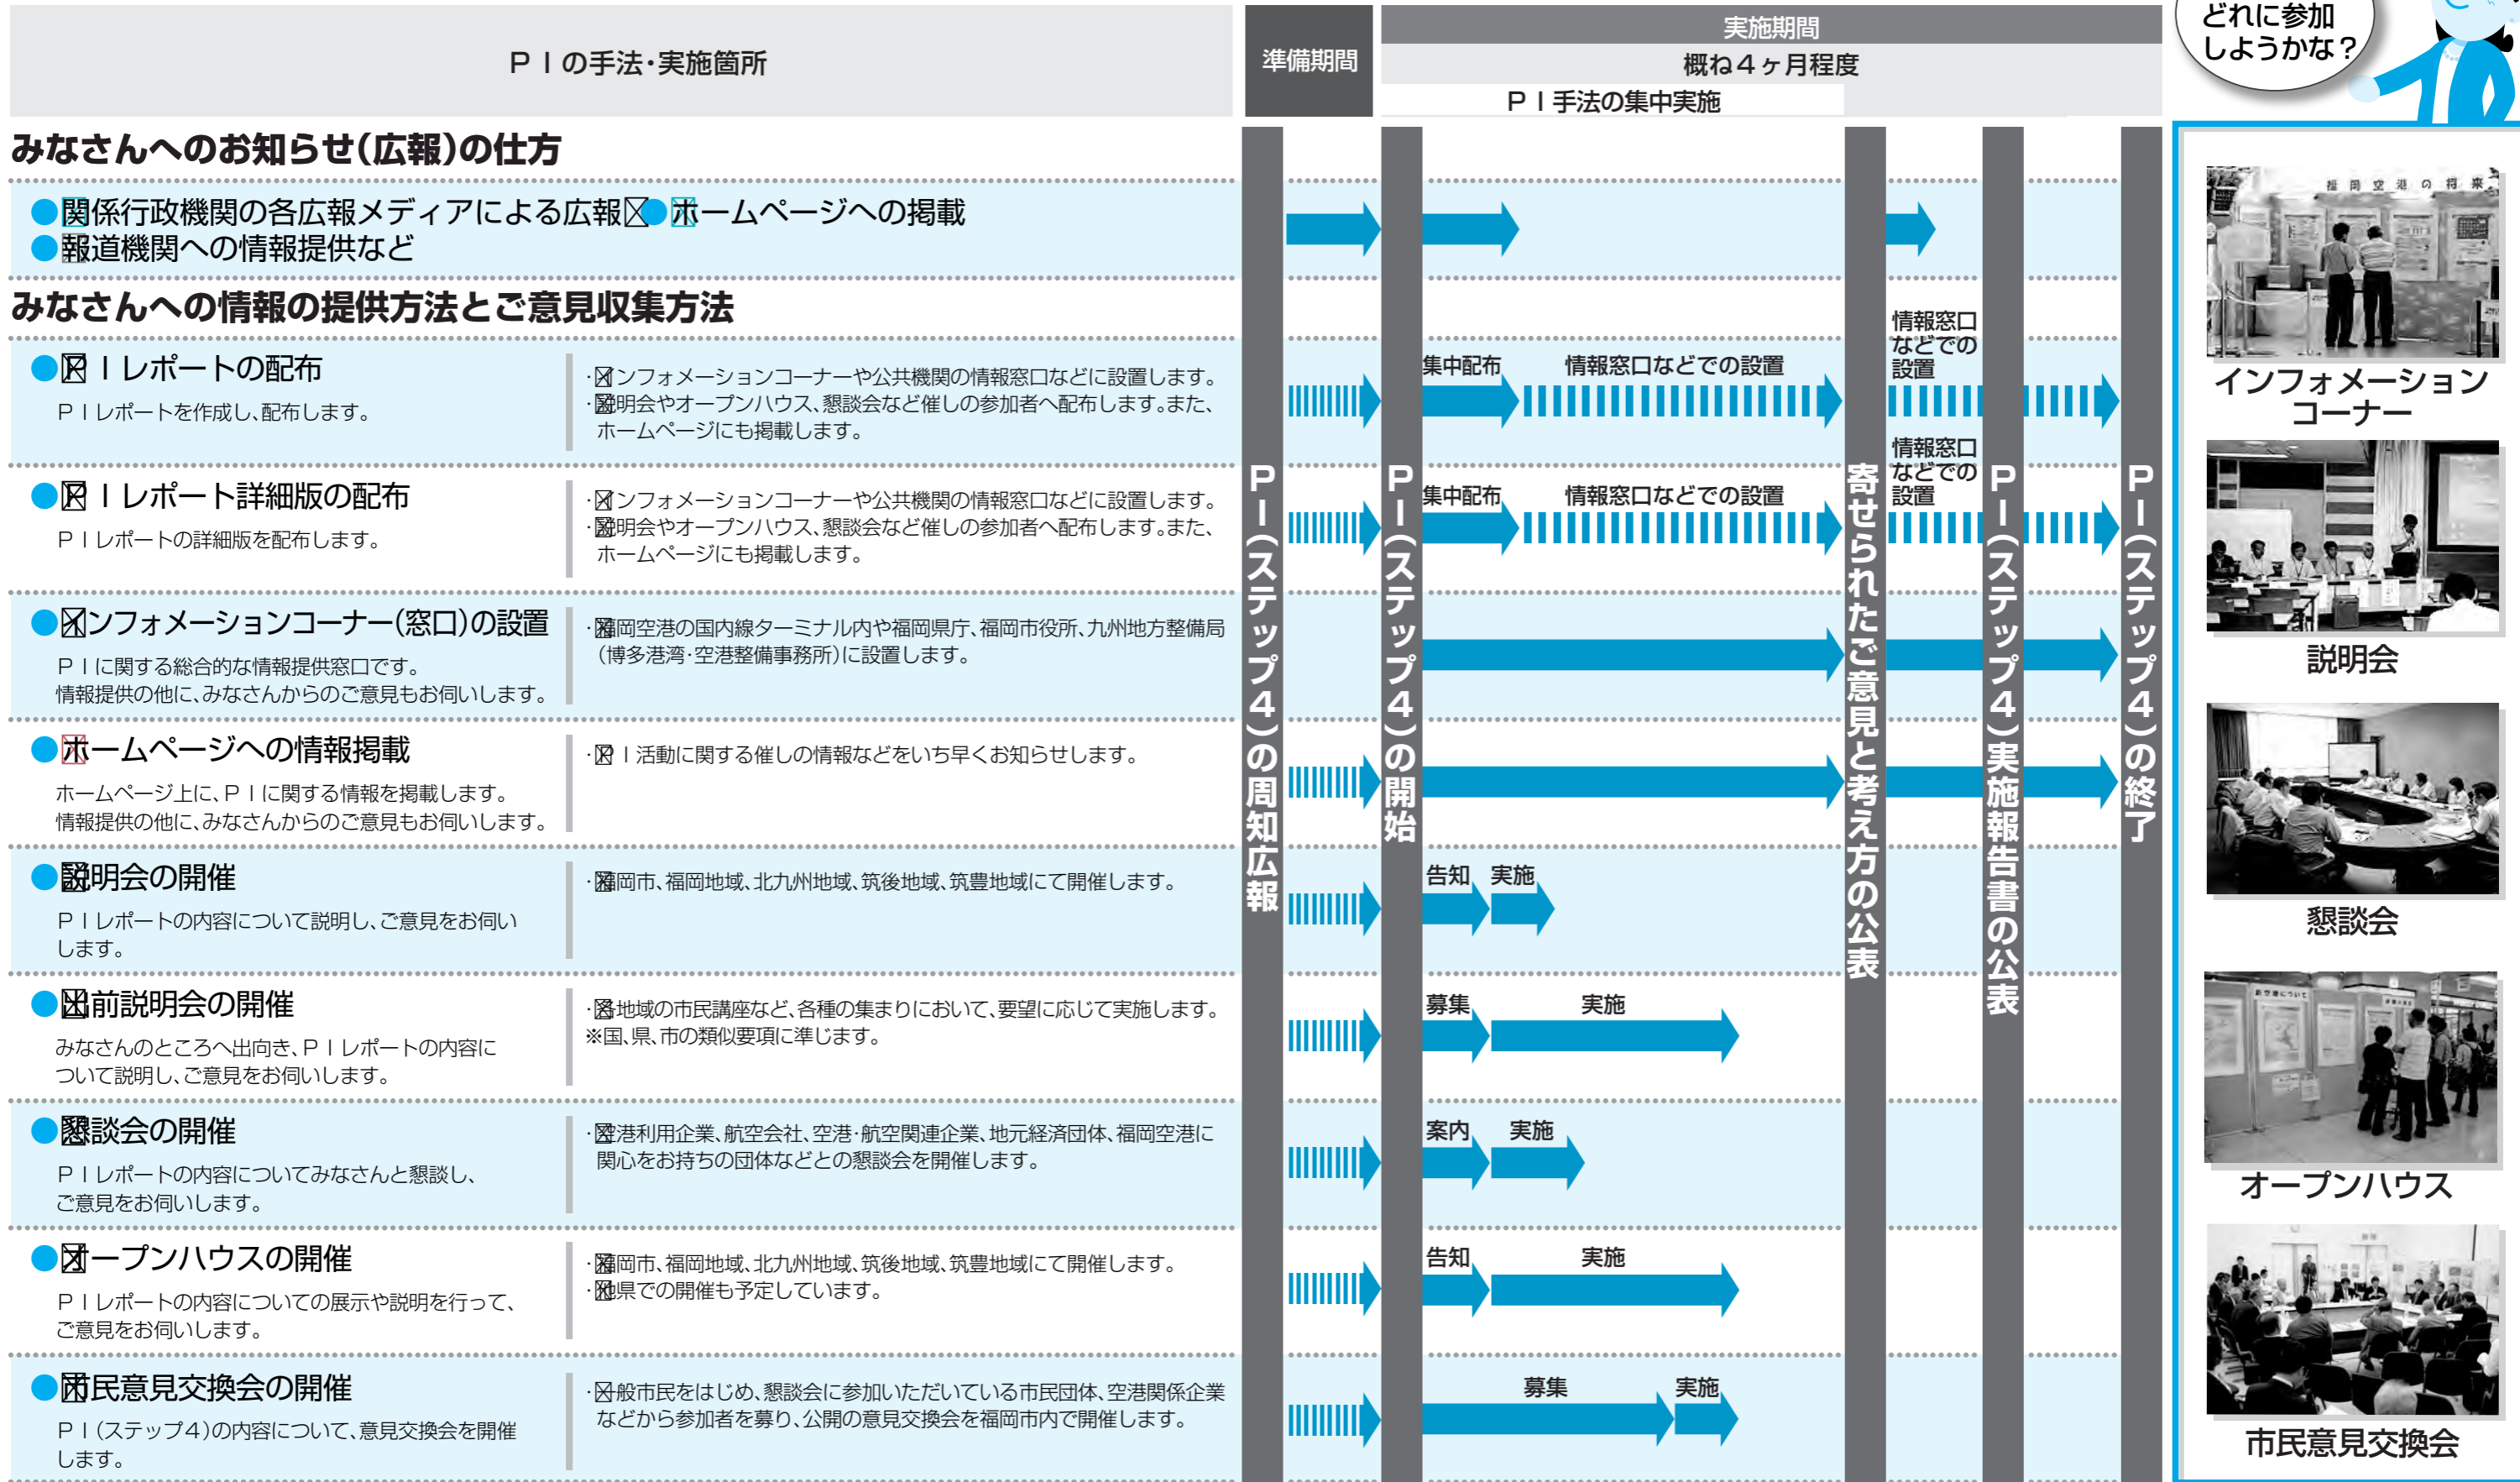 どれに参加
しようかな？
ＰＩの手法・実施箇所
準備期間
実施期間
概ね４ヶ月程度
ＰＩ手法の集中実施
みなさんへのお知らせ(広報)の仕方
●関係行政機関の各広報メディアによる広報 ●ホームページへの掲載
●報道機関への情報提供など
みなさんへの情報の提供方法とご意見収集方法
●ＰＩレポートの配布
ＰＩレポートを作成し、配布します。
・インフォメーションコーナーや公共機関の情報窓口などに設置します。
・説明会やオープンハウス、懇談会など催しの参加者へ配布します。また、
ホームページにも掲載します。
集中配布
情報窓口などでの設置
情報窓口
などでの
設置
●ＰＩレポート詳細版の配布
ＰＩレポートの詳細版を配布します。
・インフォメーションコーナーや公共機関の情報窓口などに設置します。
・説明会やオープンハウス、懇談会など催しの参加者へ配布します。また、
ホームページにも掲載します。
集中配布
情報窓口などでの設置
情報窓口
などでの
設置
●インフォメーションコーナー(窓口)の設置
ＰＩに関する総合的な情報提供窓口です。
情報提供の他に、みなさんからのご意見もお伺いします。
・福岡空港の国内線ターミナル内や福岡県庁、福岡市役所、九州地方整備局
(博多港湾・空港整備事務所)に設置します。
●ホームページへの情報掲載
ホームページ上に、ＰＩに関する情報を掲載します。
情報提供の他に、みなさんからのご意見もお伺いします。
・ＰＩ活動に関する催しの情報などをいち早くお知らせします。
●説明会の開催
ＰＩレポートの内容について説明し、ご意見をお伺い
します。
・福岡市、福岡地域、北九州地域、筑後地域、筑豊地域にて開催します。
告知
実施
●出前説明会の開催
みなさんのところへ出向き、ＰＩレポートの内容に
ついて説明し、ご意見をお伺いします。
・各地域の市民講座など、各種の集まりにおいて、要望に応じて実施します。
※国、県、市の類似要項に準じます。
募集
実施
●懇談会の開催
ＰＩレポートの内容についてみなさんと懇談し、
ご意見をお伺いします。
・空港利用企業、航空会社、空港・航空関連企業、地元経済団体、福岡空港に
関心をお持ちの団体などとの懇談会を開催します。
案内
実施
●オープンハウスの開催
ＰＩレポートの内容についての展示や説明を行って、
ご意見をお伺いします。
・福岡市、福岡地域、北九州地域、筑後地域、筑豊地域にて開催します。
・他県での開催も予定しています。
告知
実施
●市民意見交換会の開催
ＰＩ(ステップ４)の内容について、意見交換会を開催
します。
・一般市民をはじめ、懇談会に参加いただいている市民団体、空港関係企業
などから参加者を募り、公開の意見交換会を福岡市内で開催します。
募集
実施
ＰＩ(ステップ４)の周知広報
ＰＩ(ステップ４)の開始
寄せられたご意見と考え方の公表
ＰＩ(ステップ４)実施報告書の公表
ＰＩ(ステップ４)の終了
福岡空港の将来
インフォメーション
コーナー
説明会
懇談会
新空港について
オープンハウス
市民意見交換会